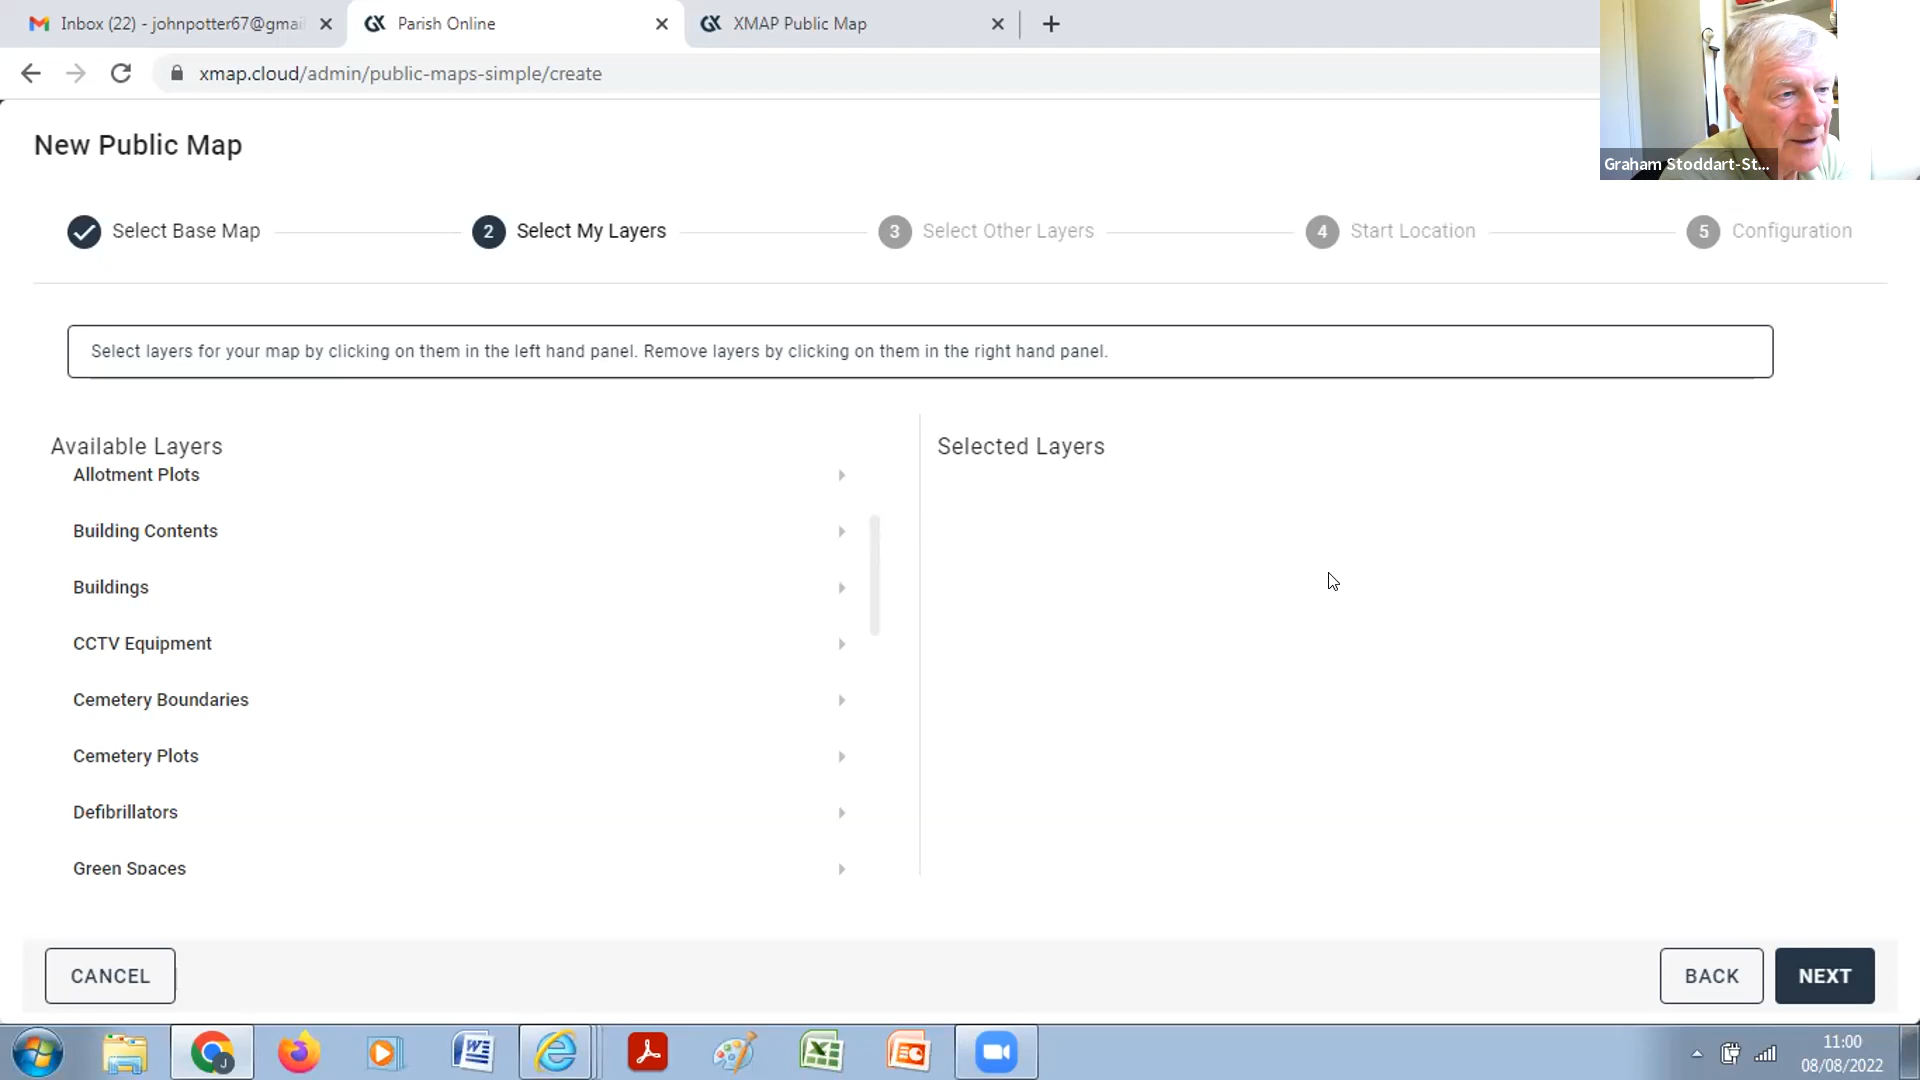 Inbox (22) - johnpotter67@gmai
Parish Online
XMAP Public Map
xmap.cloud/admin/public-maps-simple/create
Graham Stoddart-St...
New Public Map
Select Base Map
2 Select My Layers
3 Select Other Layers
4 Start Location
5 Configuration
Select layers for your map by clicking on them in the left hand panel. Remove layers by clicking on them in the right hand panel.
Available Layers
Selected Layers
Allotment Plots
Building Contents
Buildings
CCTV Equipment
Cemetery Boundaries
Cemetery Plots
Defibrillators
Green Spaces
CANCEL
BACK
NEXT
J
11:00
08/08/2022